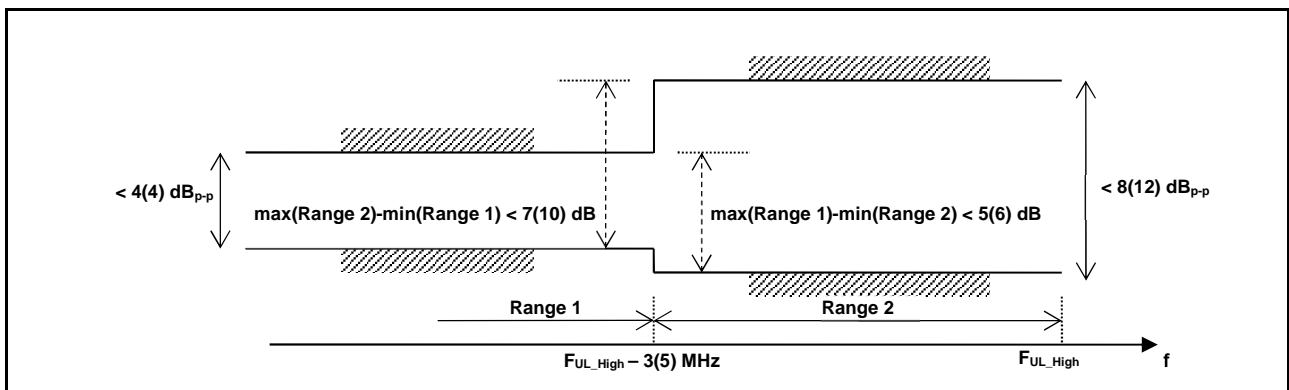 < 4(4) dBp-p
max(Range 2)-min(Range 1) < 7(10) dB
max(Range 1)-min(Range 2) < 5(6) dB
< 8(12) dBp-p
Range 1
Range 2
FUL_High – 3(5) MHz
FUL_High
f